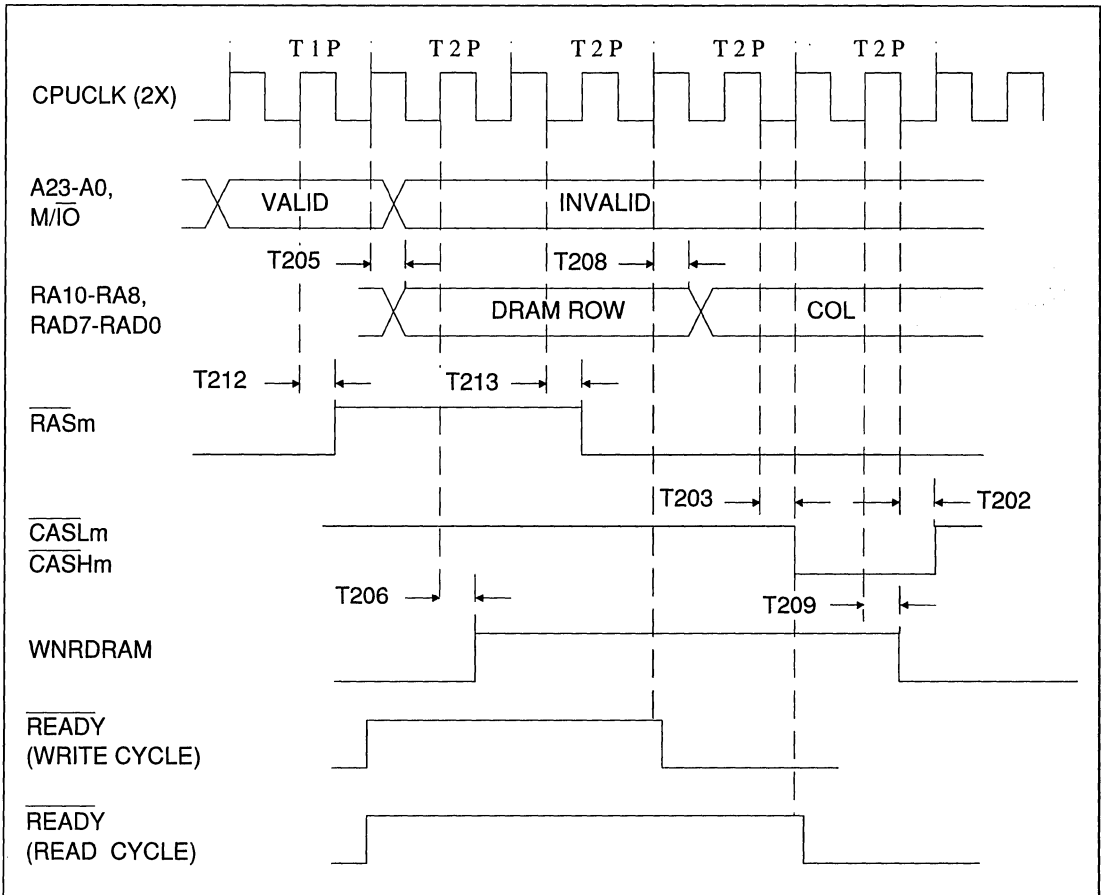 T1P T2P T2P T2P T2P
CPUCLK (2X)
A23-A0,
M/IO
VALID INVALID
T205 T208
RA10-RA8,
RAD7-RAD0
DRAM ROW COL
T212 T213
RASm
T203 T202
CASLm
CASHm
T206 T209
WNRDRAM
READY
(WRITE CYCLE)
READY
(READ CYCLE)